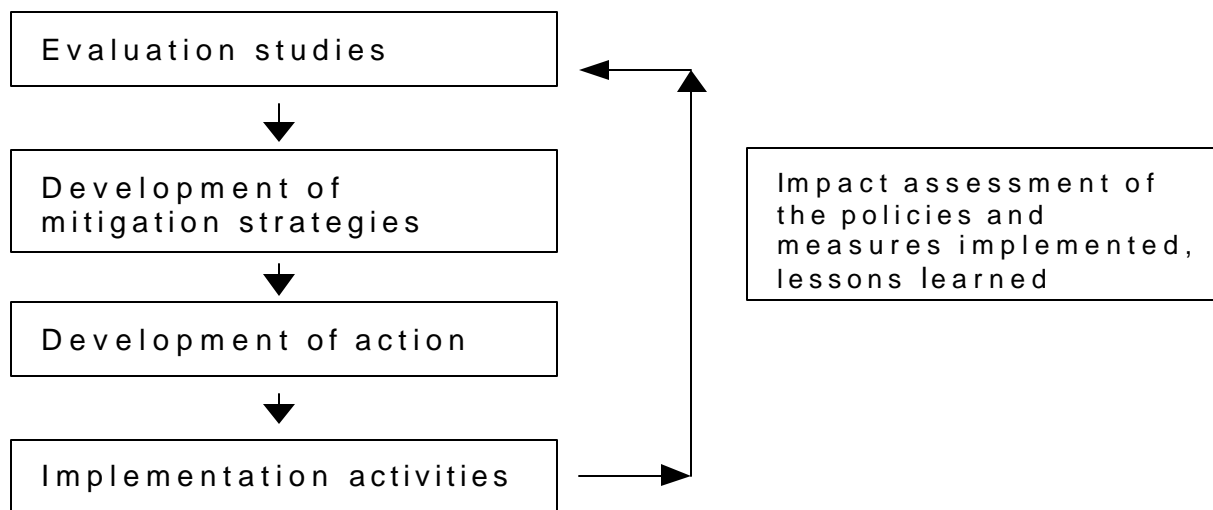 Evaluation studies
Development of
mitigation strategies
Development of action
Implementation activities
Impact assessment of
the policies and
measures implemented,
lessons learned